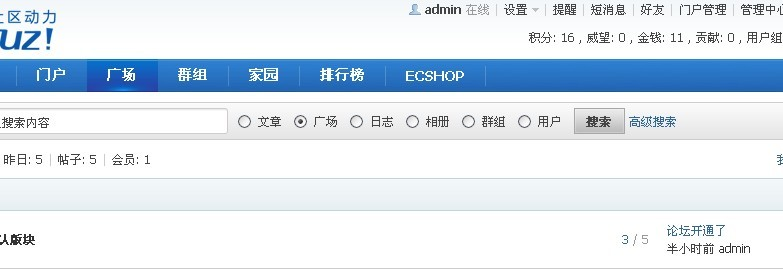 admin 在线 | 设置 | 提醒 | 短消息 | 好友 | 门户管理 | 管理中心
社区动力
uz!
积分: 16 , 威望: 0 , 金钱: 11 , 贡献: 0 , 用户组
门户 广场 群组 家园 排行榜 ECSHOP
搜索内容 文章 广场 日志 相册 群组 用户 搜索 高级搜索
昨日: 5 | 帖子: 5 | 会员: 1
论坛开通了
认版块 3 / 5
半小时前 admin